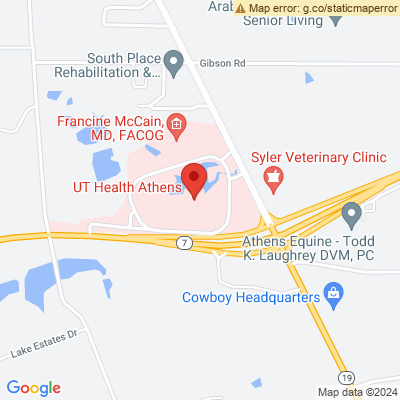 Arab
Map error: g.co/staticmaperror
Senior Living
South Place
Rehabilitation &...
Gibson Rd
Francine McCain,
MD, FACOG
Syler Veterinary Clinic
UT Health Athens
7
Athens Equine - Todd
K. Laughrey DVM, PC
Cowboy Headquarters
Lake Estates Dr
19
Google
Map data ©2024